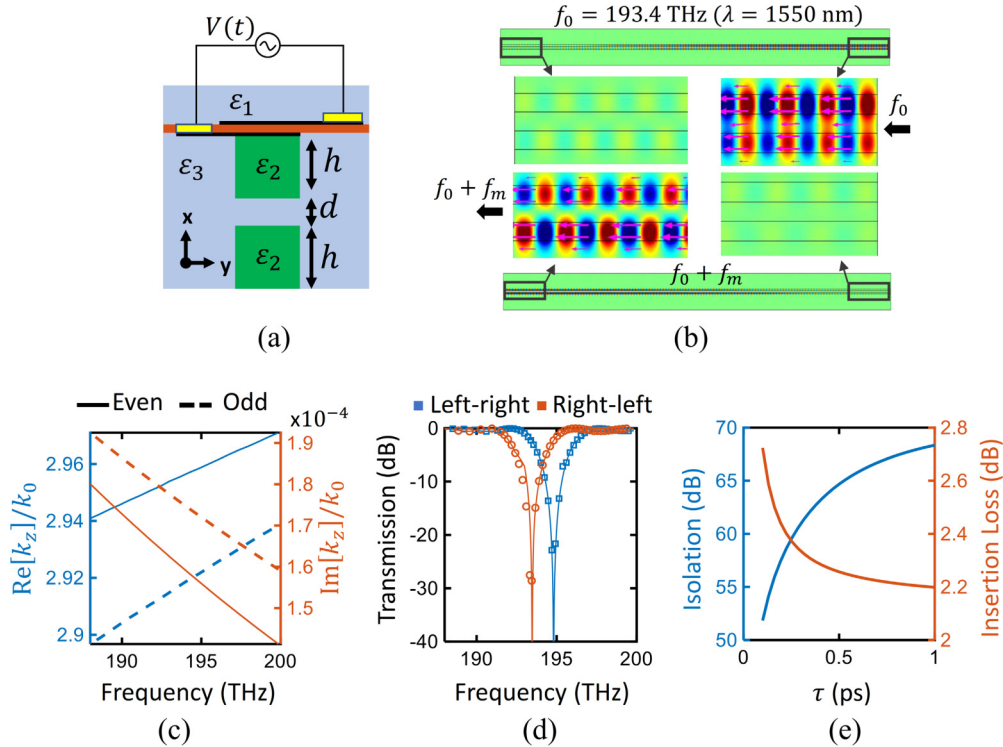 V(t)
ε₁
ε₃
ε₂
h
d
x
y
ε₂
h
(a)
f₀ = 193.4 THz (λ = 1550 nm)
f₀
f₀ + fₘ
f₀ + fₘ
(b)
Even Odd
x10⁻⁴
Re[k_z]/k₀
2.96
2.94
2.92
2.9
1.9
1.8
1.7
1.6
1.5
Im[k_z]/k₀
190 195 200
Frequency (THz)
(c)
Left-right Right-left
Transmission (dB)
0
-10
-20
-30
-40
190 195 200
Frequency (THz)
(d)
Isolation (dB)
70
65
60
55
50
2.8
2.6
2.4
2.2
2
Insertion Loss (dB)
0 0.5 1
τ (ps)
(e)